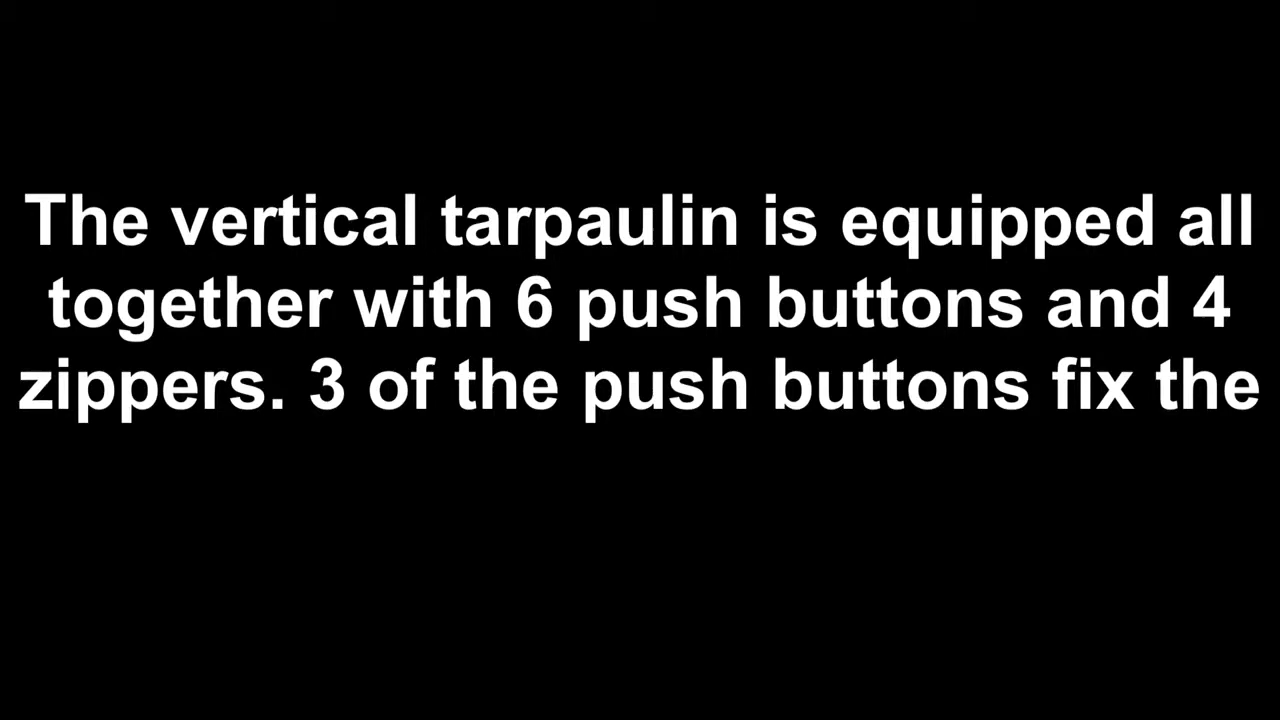 The vertical tarpaulin is equipped all
together with 6 push buttons and 4
zippers. 3 of the push buttons fix the